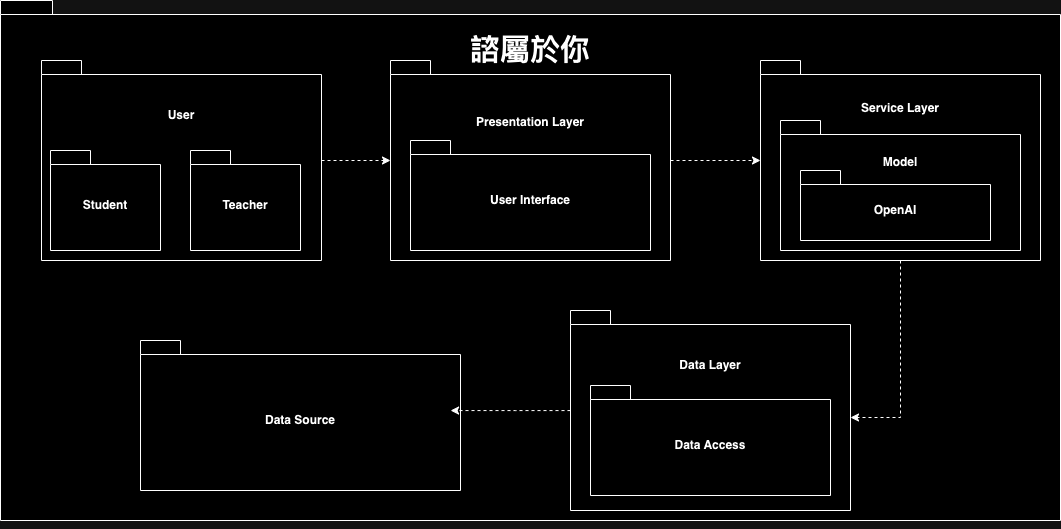 諮屬於你
User
Student
Teacher
Presentation Layer
User Interface
Service Layer
Model
OpenAI
Data Source
Data Layer
Data Access